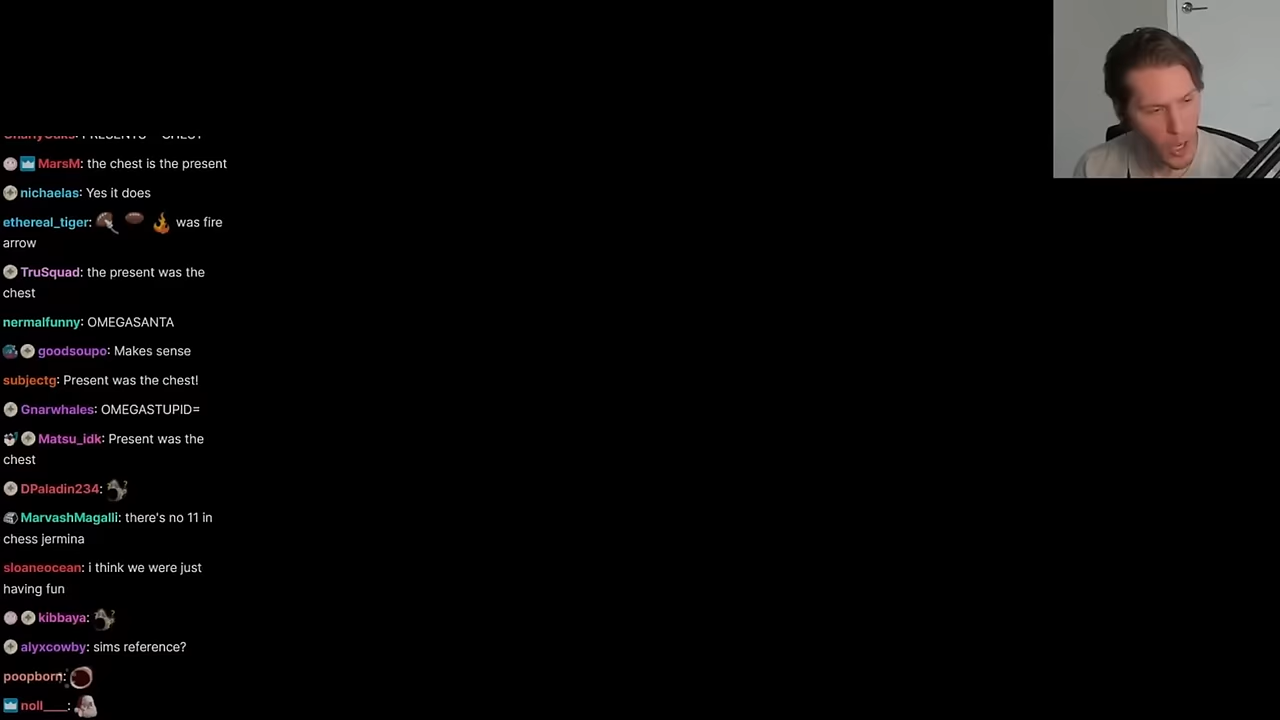 MarsM: the chest is the present
nichaelas: Yes it does
ethereal_tiger: was fire
arrow
TruSquad: the present was the
chest
nermalfunny: OMEGASANTA
goodsoupo: Makes sense
subjectg: Present was the chest!
Gnarwhales: OMEGASTUPID=
Matsu_idk: Present was the
chest
DPaladin234:
MarvashMagalli: there's no 11 in
chess jermina
sloaneocean: i think we were just
having fun
kibbaya:
alyxcowby: sims reference?
poopborn:
noll____: